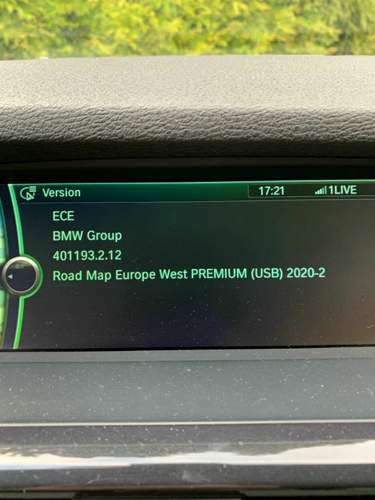 Version 17:21 1LIVE
ECE
BMW Group
401193.2.12
Road Map Europe West PREMIUM (USB) 2020-2